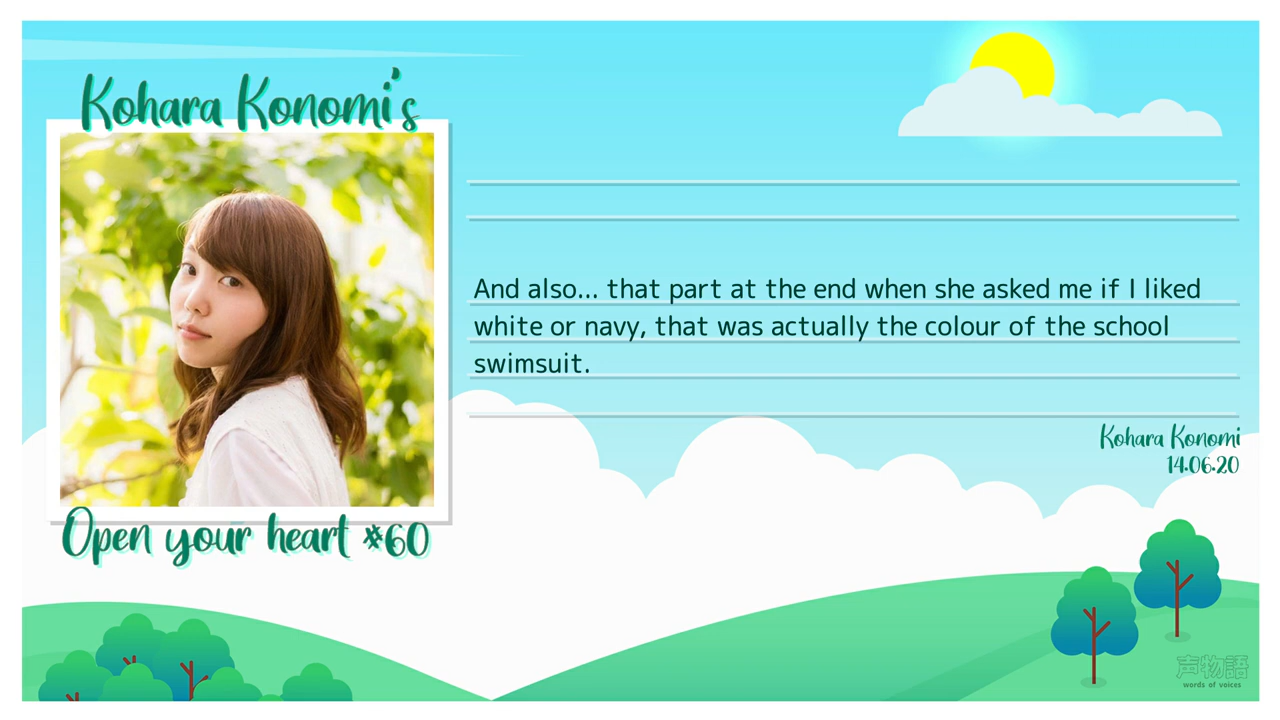 Kohara Konomi's
Open your heart #60
And also... that part at the end when she asked me if I liked
white or navy, that was actually the colour of the school
swimsuit.
Kohara Konomi
14.06.20
声物語
words of voices